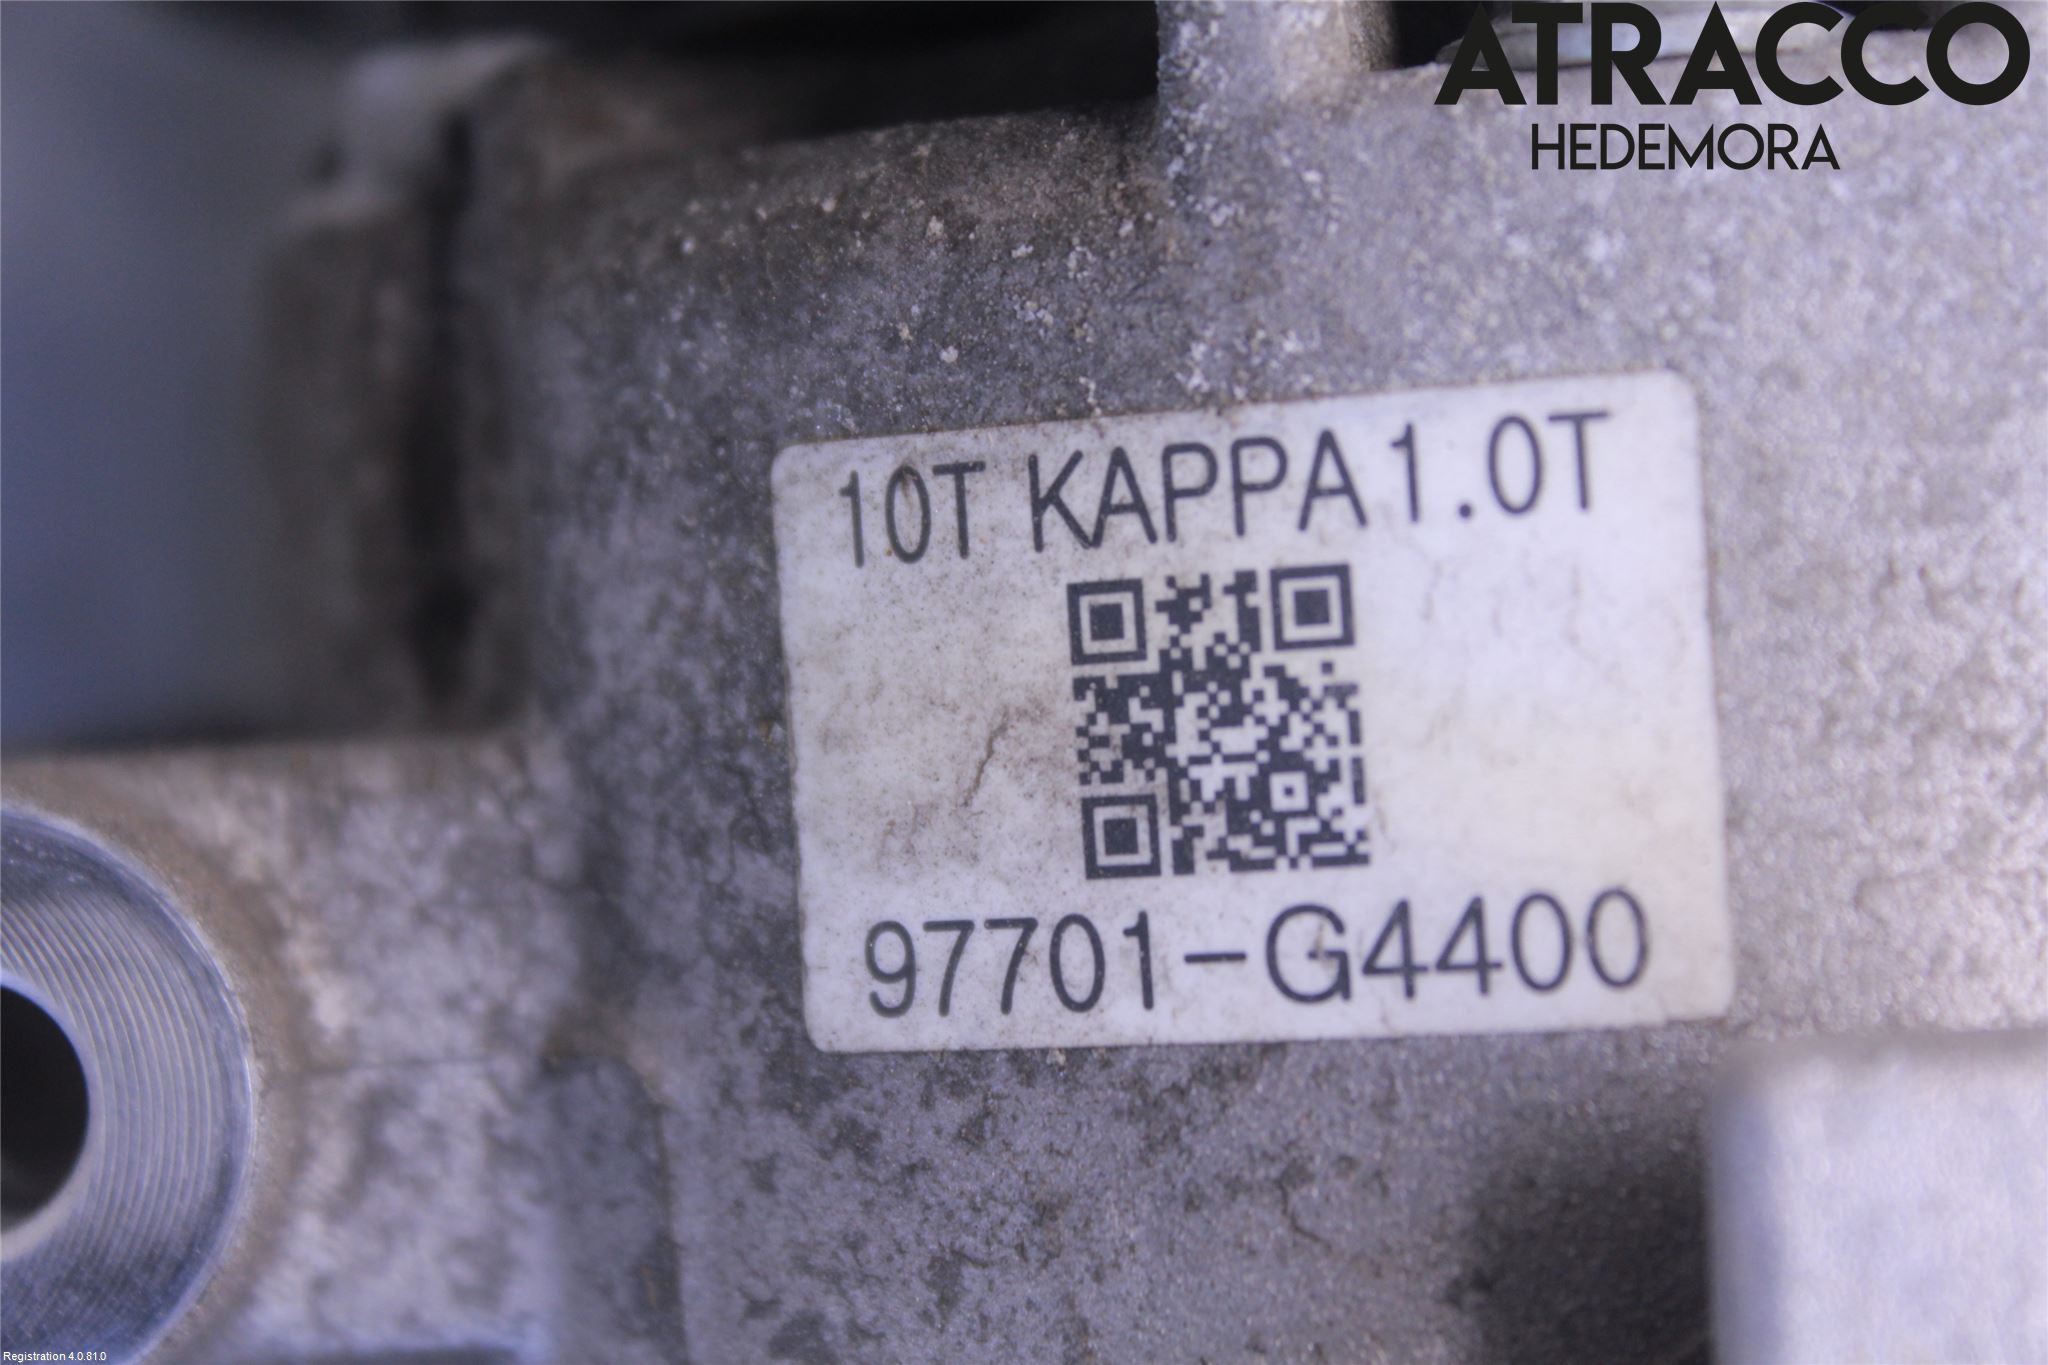 ATRACCO
HEDEMORA
10T KAPPA 1.0T
97701-G4400
Registration 4.0.81.0